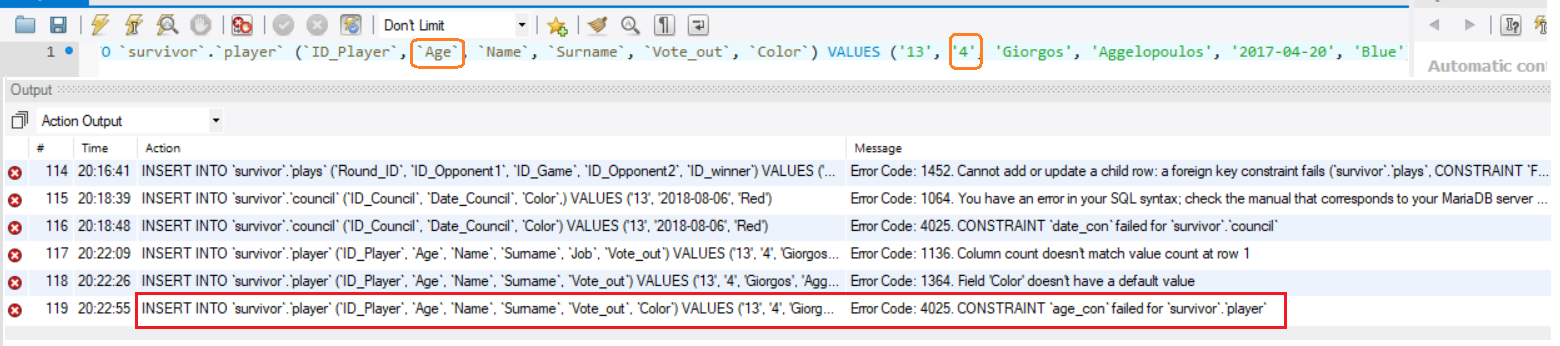 Don't Limit
1 O `survivor`.`player` (`ID_Player`, `Age`, `Name`, `Surname`, `Vote_out`, `Color`) VALUES ('13', '4', 'Giorgos', 'Aggelopoulos', '2017-04-20', 'Blue'
Automatic con
Output
Action Output
# Time Action Message
114 20:16:41 INSERT INTO `survivor`.`plays` (`Round_ID`, `ID_Opponent1`, `ID_Game`, `ID_Opponent2`, `ID_winner`) VALUES ('... Error Code: 1452. Cannot add or update a child row: a foreign key constraint fails (`survivor`.`plays`, CONSTRAINT `F...
115 20:18:39 INSERT INTO `survivor`.`council` (`ID_Council`, `Date_Council`, `Color`,) VALUES ('13', '2018-08-06', 'Red') Error Code: 1064. You have an error in your SQL syntax; check the manual that corresponds to your MariaDB server ...
116 20:18:48 INSERT INTO `survivor`.`council` (`ID_Council`, `Date_Council`, `Color`) VALUES ('13', '2018-08-06', 'Red') Error Code: 4025. CONSTRAINT `date_con` failed for `survivor`.`council`
117 20:22:09 INSERT INTO `survivor`.`player` (`ID_Player`, `Age`, `Name`, `Surname`, `Job`, `Vote_out`) VALUES ('13', '4', 'Giorgos... Error Code: 1136. Column count doesn't match value count at row 1
118 20:22:26 INSERT INTO `survivor`.`player` (`ID_Player`, `Age`, `Name`, `Surname`, `Vote_out`) VALUES ('13', '4', 'Giorgos', 'Agg... Error Code: 1364. Field 'Color' doesn't have a default value
119 20:22:55 INSERT INTO `survivor`.`player` (`ID_Player`, `Age`, `Name`, `Surname`, `Vote_out`, `Color`) VALUES ('13', '4', 'Giorg... Error Code: 4025. CONSTRAINT `age_con` failed for `survivor`.`player`